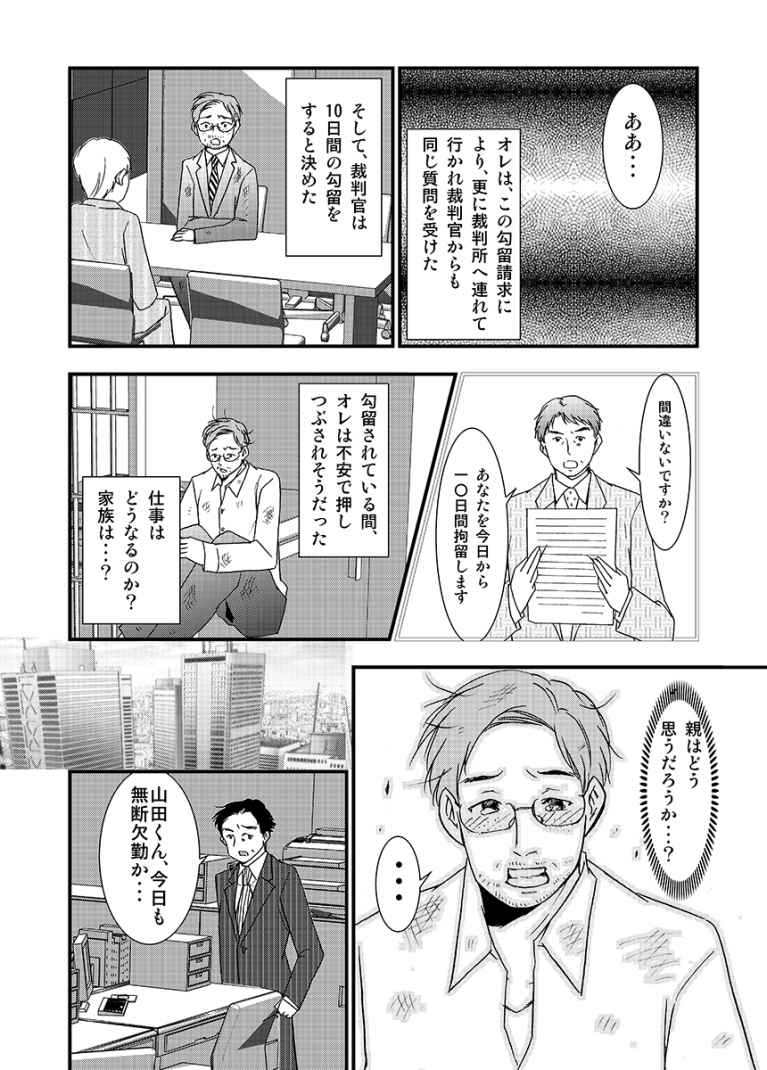 ああ・・・
オレは、この勾留請求に
より、更に裁判所へ連れて
行かれ裁判官からも
同じ質問を受けた
そして、裁判官は
10日間の勾留を
すると決めた
間違いないですか？
あなたを今日から
一〇日間拘留します
勾留されている間、
オレは不安で押し
つぶされそうだった
仕事は
どうなるのか？
家族は・・・？
親はどう
思うだろうか・・・？
・・・
山田くん、今日も
無断欠勤か・・・